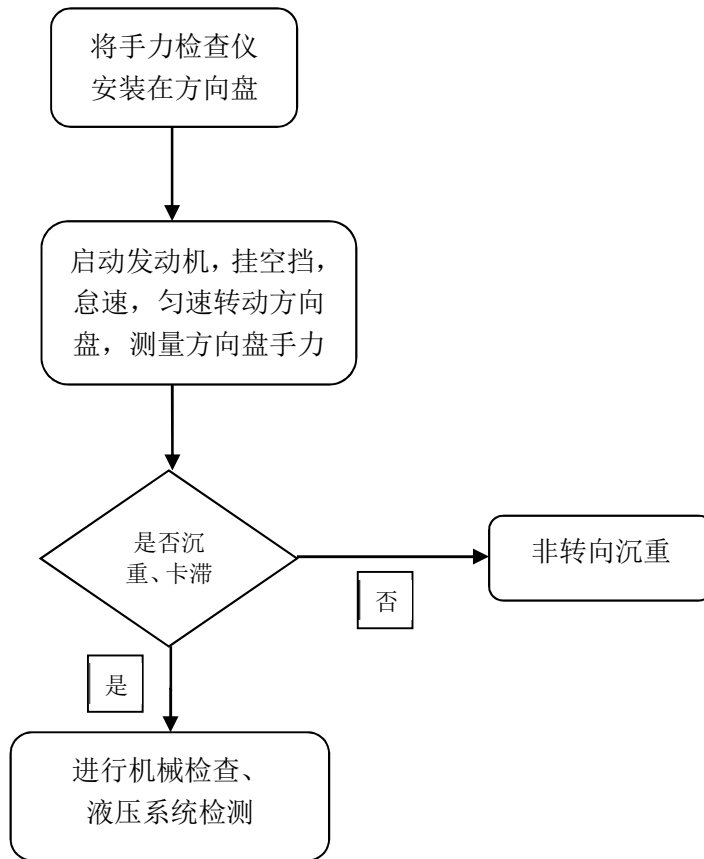 将手力检查仪
安装在方向盘
启动发动机，挂空挡，
怠速，匀速转动方向
盘，测量方向盘手力
是否沉
重、卡滞
非转向沉重
否
是
进行机械检查、
液压系统检测